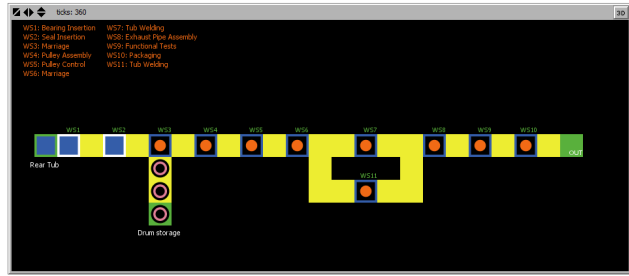 ticks: 360
3D
WS1: Bearing Insertion
WS2: Seal Insertion
WS3: Marriage
WS4: Pulley Assembly
WS5: Pulley Control
WS6: Marriage
WS7: Tub Welding
WS8: Exhaust Pipe Assembly
WS9: Functional Tests
WS10: Packaging
WS11: Tub Welding
WS1 WS2 WS3 WS4 WS5 WS6 WS7 WS8 WS9 WS10
OUT
Rear Tub
WS11
Drum storage